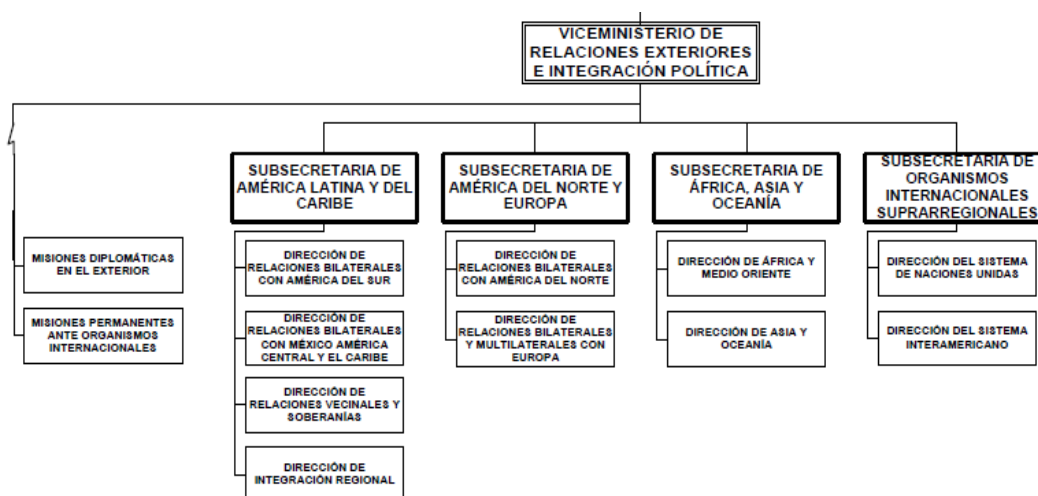 VICEMINISTERIO DE
RELACIONES EXTERIORES
E INTEGRACIÓN POLÍTICA
SUBSECRETARIA DE
AMÉRICA LATINA Y DEL
CARIBE
SUBSECRETARIA DE
AMÉRICA DEL NORTE Y
EUROPA
SUBSECRETARIA DE
ÁFRICA, ASIA Y
OCEANÍA
SUBSECRETARIA DE
ORGANISMOS
INTERNACIONALES
SUPRARREGIONALES
MISIONES DIPLOMÁTICAS
EN EL EXTERIOR
MISIONES PERMANENTES
ANTE ORGANISMOS
INTERNACIONALES
DIRECCIÓN DE
RELACIONES BILATERALES
CON AMÉRICA DEL SUR
DIRECCIÓN DE
RELACIONES BILATERALES
CON MÉXICO AMÉRICA
CENTRAL Y EL CARIBE
DIRECCIÓN DE
RELACIONES VECINALES Y
SOBERANÍAS
DIRECCIÓN DE
INTEGRACIÓN REGIONAL
DIRECCIÓN DE
RELACIONES BILATERALES
CON AMÉRICA DEL NORTE
DIRECCIÓN DE
RELACIONES BILATERALES
Y MULTILATERALES CON
EUROPA
DIRECCIÓN DE ÁFRICA Y
MEDIO ORIENTE
DIRECCIÓN DE ASIA Y
OCEANÍA
DIRECCIÓN DEL SISTEMA
DE NACIONES UNIDAS
DIRECCIÓN DEL SISTEMA
INTERAMERICANO